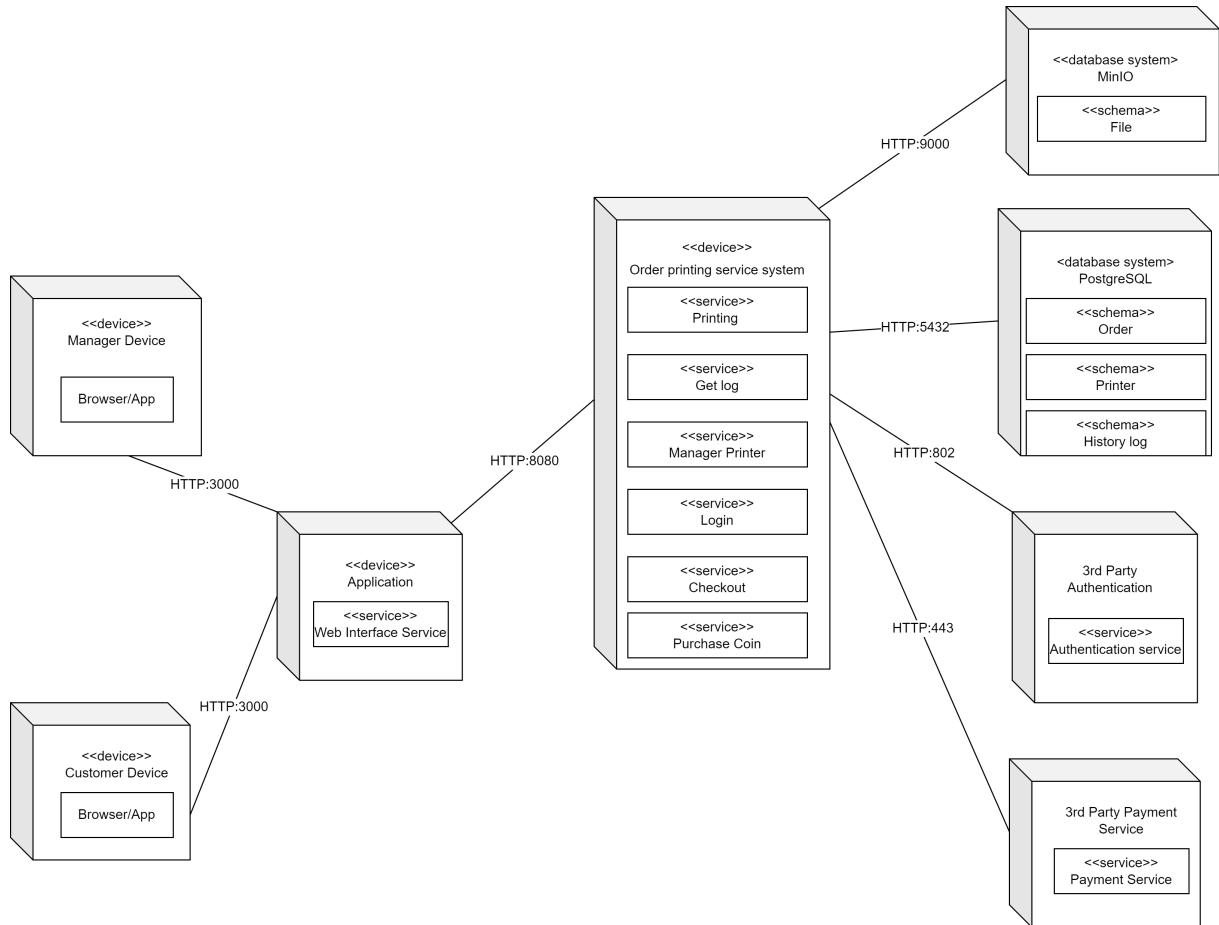 <<database system>
MinIO
<<schema>>
File
HTTP:9000
<<device>>
Order printing service system
<<service>>
Printing
<<service>>
Get log
<<service>>
Manager Printer
<<service>>
Login
<<service>>
Checkout
<<service>>
Purchase Coin
<database system>
PostgreSQL
<<schema>>
Order
<<schema>>
Printer
<<schema>>
History log
HTTP:5432
<<device>>
Manager Device
Browser/App
HTTP:3000
HTTP:8080
HTTP:802
<<device>>
Application
<<service>>
Web Interface Service
3rd Party
Authentication
<<service>>
Authentication service
HTTP:443
HTTP:3000
<<device>>
Customer Device
Browser/App
3rd Party Payment
Service
<<service>>
Payment Service